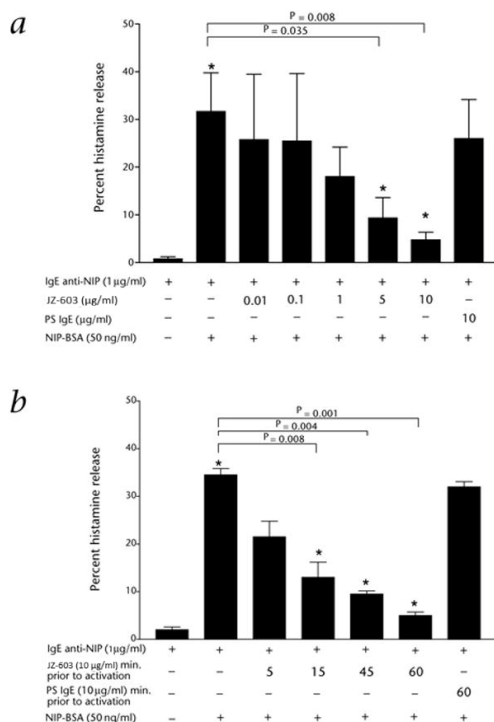 a
P = 0.008
P = 0.035
50
40
30
20
10
0
Percent histamine release
*
*
*
IgE anti-NIP (1 µg/ml) + + + + + + + +
JZ-603 (µg/ml) – – 0.01 0.1 1 5 10 –
PS IgE (µg/ml) – – – – – – – 10
NIP-BSA (50 ng/ml) – + + + + + + +
b
P = 0.001
P = 0.004
P = 0.008
50
40
30
20
10
0
Percent histamine release
*
*
*
*
IgE anti-NIP (1µg/ml) + + + + + + +
JZ-603 (10 µg/ml) min.
prior to activation – – 5 15 45 60 –
PS IgE (10µg/ml) min.
prior to activation – – – – – – 60
NIP-BSA (50 ng/ml) – + + + + + +